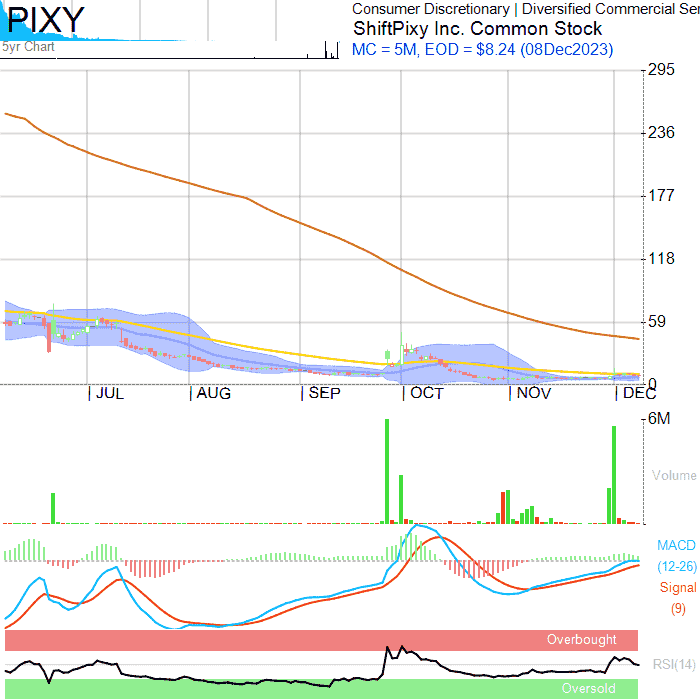 PIXY
5yr Chart
Consumer Discretionary | Diversified Commercial Ser
ShiftPixy Inc. Common Stock
MC = 5M, EOD = $8.24 (08Dec2023)
295
236
177
118
59
0
JUL AUG SEP OCT NOV DEC
6M
Volume
MACD
(12-26)
Signal
(9)
Overbought
RSI(14)
Oversold